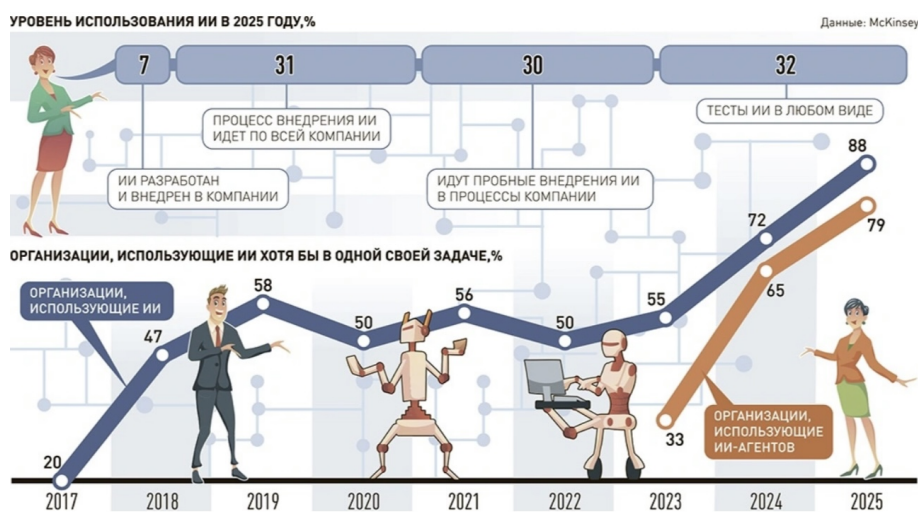 УРОВЕНЬ ИСПОЛЬЗОВАНИЯ ИИ В 2025 ГОДУ,%
Данные: McKinsey
7
31
30
32
ПРОЦЕСС ВНЕДРЕНИЯ ИИ
ИДЕТ ПО ВСЕЙ КОМПАНИИ
ТЕСТЫ ИИ В ЛЮБОМ ВИДЕ
ИИ РАЗРАБОТАН
И ВНЕДРЕН В КОМПАНИИ
ИДУТ ПРОБНЫЕ ВНЕДРЕНИЯ ИИ
В ПРОЦЕССЫ КОМПАНИИ
ОРГАНИЗАЦИИ, ИСПОЛЬЗУЮЩИЕ ИИ ХОТЯ БЫ В ОДНОЙ СВОЕЙ ЗАДАЧЕ,%
ОРГАНИЗАЦИИ,
ИСПОЛЬЗУЮЩИЕ ИИ
20
47
58
50
56
50
55
72
88
33
65
79
ОРГАНИЗАЦИИ,
ИСПОЛЬЗУЮЩИЕ
ИИ-АГЕНТОВ
2017
2018
2019
2020
2021
2022
2023
2024
2025